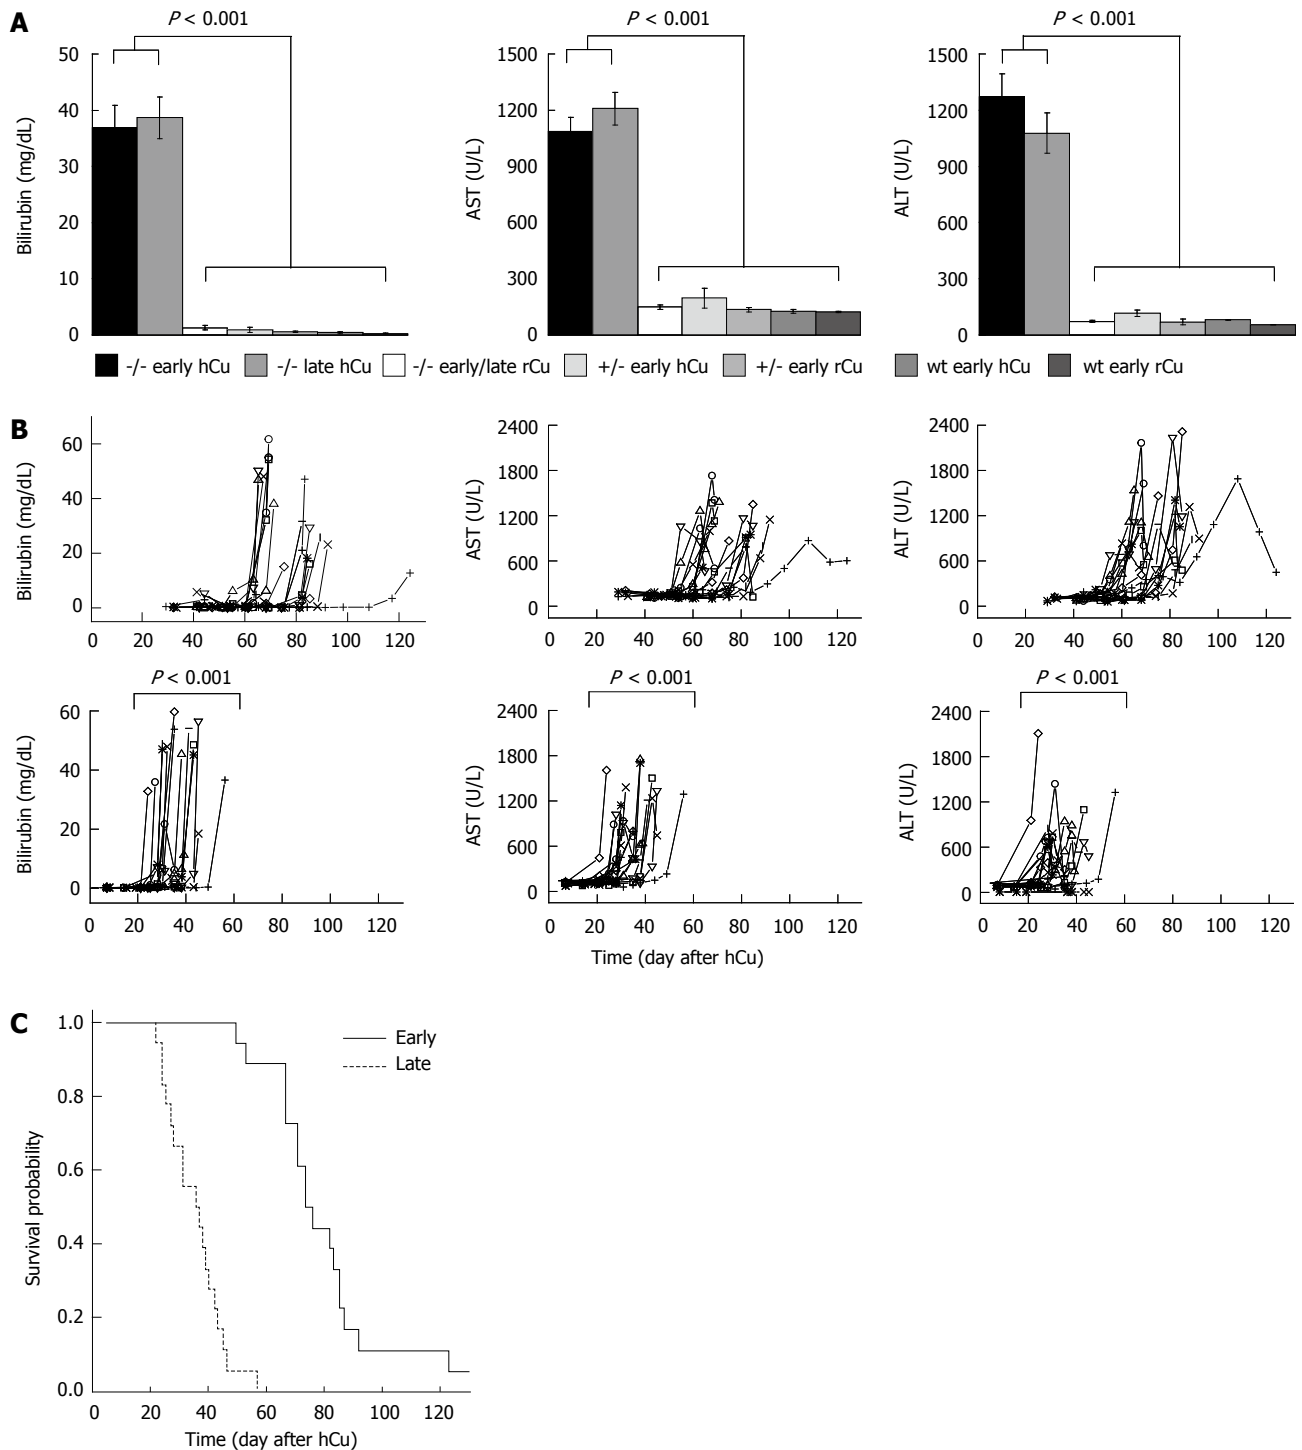 A
P < 0.001
P < 0.001
P < 0.001
Bilirubin (mg/dL)
50
40
30
20
10
0
AST (U/L)
1500
1200
900
600
300
0
ALT (U/L)
1500
1200
900
600
300
0
-/- early hCu
-/- late hCu
-/- early/late rCu
+/- early hCu
+/- early rCu
wt early hCu
wt early rCu
B
Bilirubin (mg/dL)
60
40
20
0
0 20 40 60 80 100 120
AST (U/L)
2400
1800
1200
600
0
0 20 40 60 80 100 120
ALT (U/L)
2400
1800
1200
600
0
0 20 40 60 80 100 120
P < 0.001
Bilirubin (mg/dL)
60
40
20
0
0 20 40 60 80 100 120
P < 0.001
AST (U/L)
2400
1800
1200
600
0
0 20 40 60 80 100 120
P < 0.001
ALT (U/L)
2400
1800
1200
600
0
0 20 40 60 80 100 120
Time (day after hCu)
C
Survival probability
1.0
0.8
0.6
0.4
0.2
0.0
Early
Late
0 20 40 60 80 100 120
Time (day after hCu)